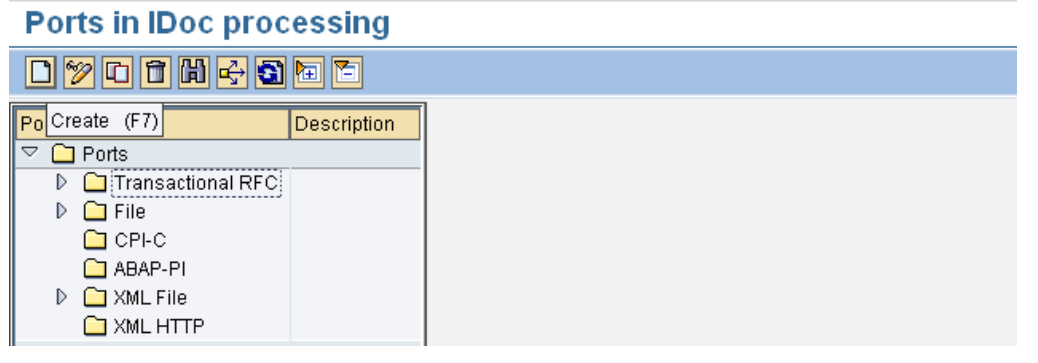 Ports in IDoc processing
Po Create (F7) Description
Ports
Transactional RFC
File
CPI-C
ABAP-PI
XML File
XML HTTP